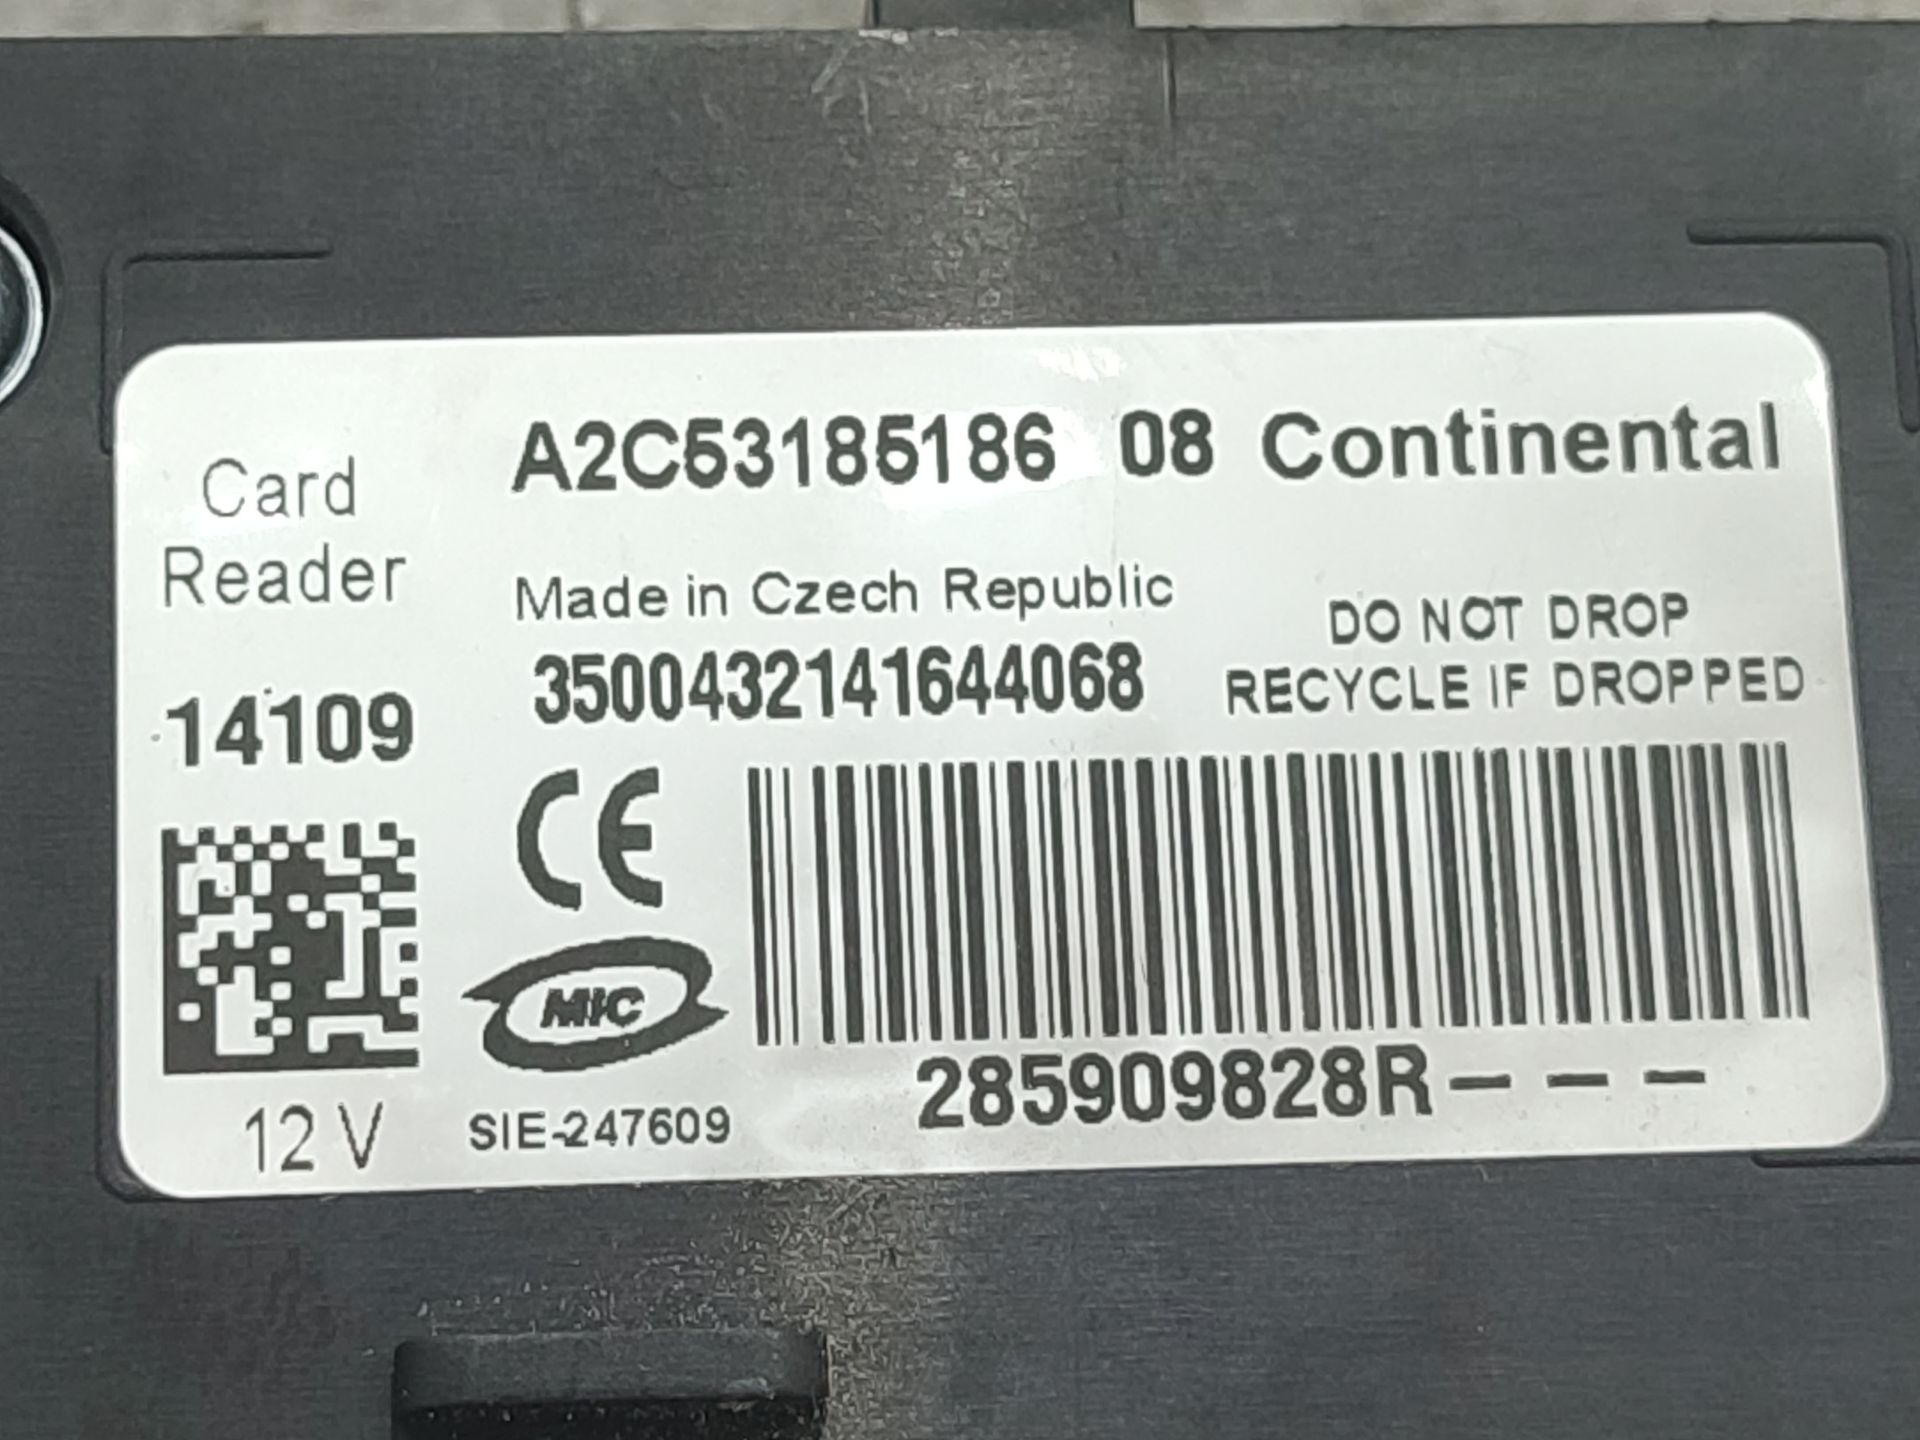 A2C53185186 08 Continental
Card
Reader
Made in Czech Republic
DO NOT DROP
3500432141644068
RECYCLE IF DROPPED
14109
CE
MIC
285909828R---
12 V
SIE-247609